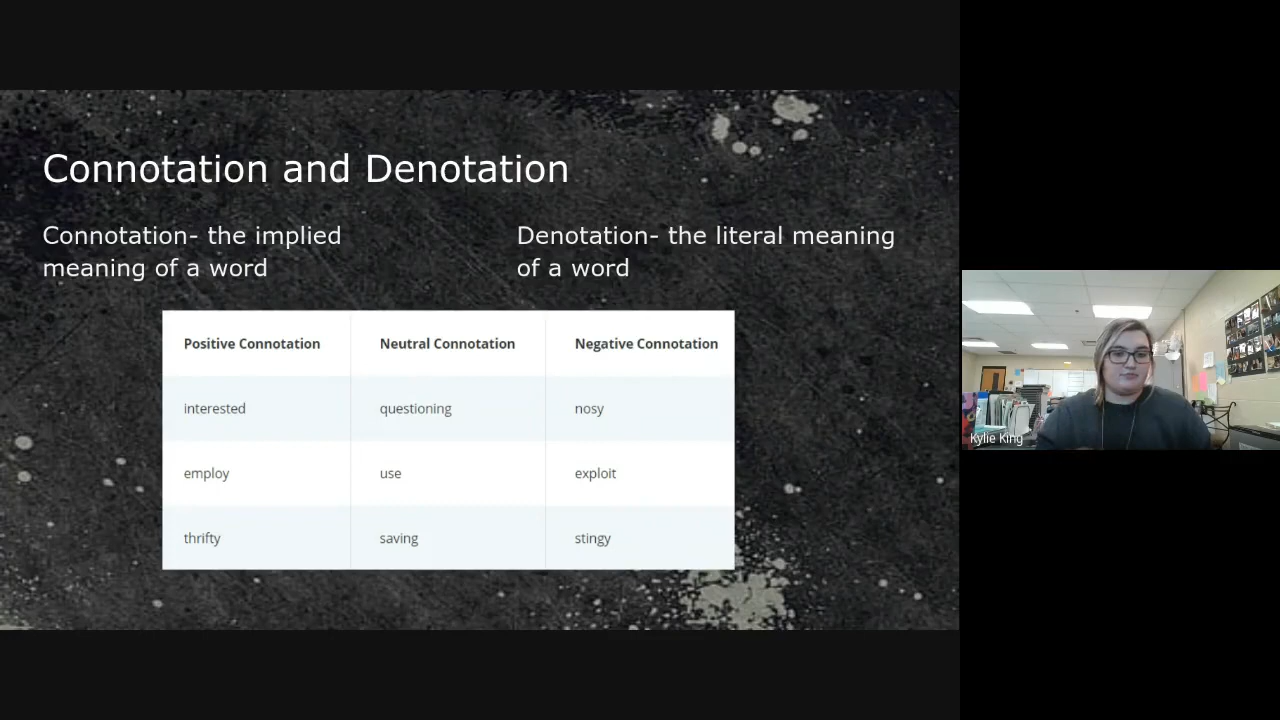 Connotation and Denotation
Connotation- the implied
meaning of a word
Denotation- the literal meaning
of a word
Positive Connotation Neutral Connotation Negative Connotation
interested questioning nosy
employ use exploit
thrifty saving stingy
Kylie King